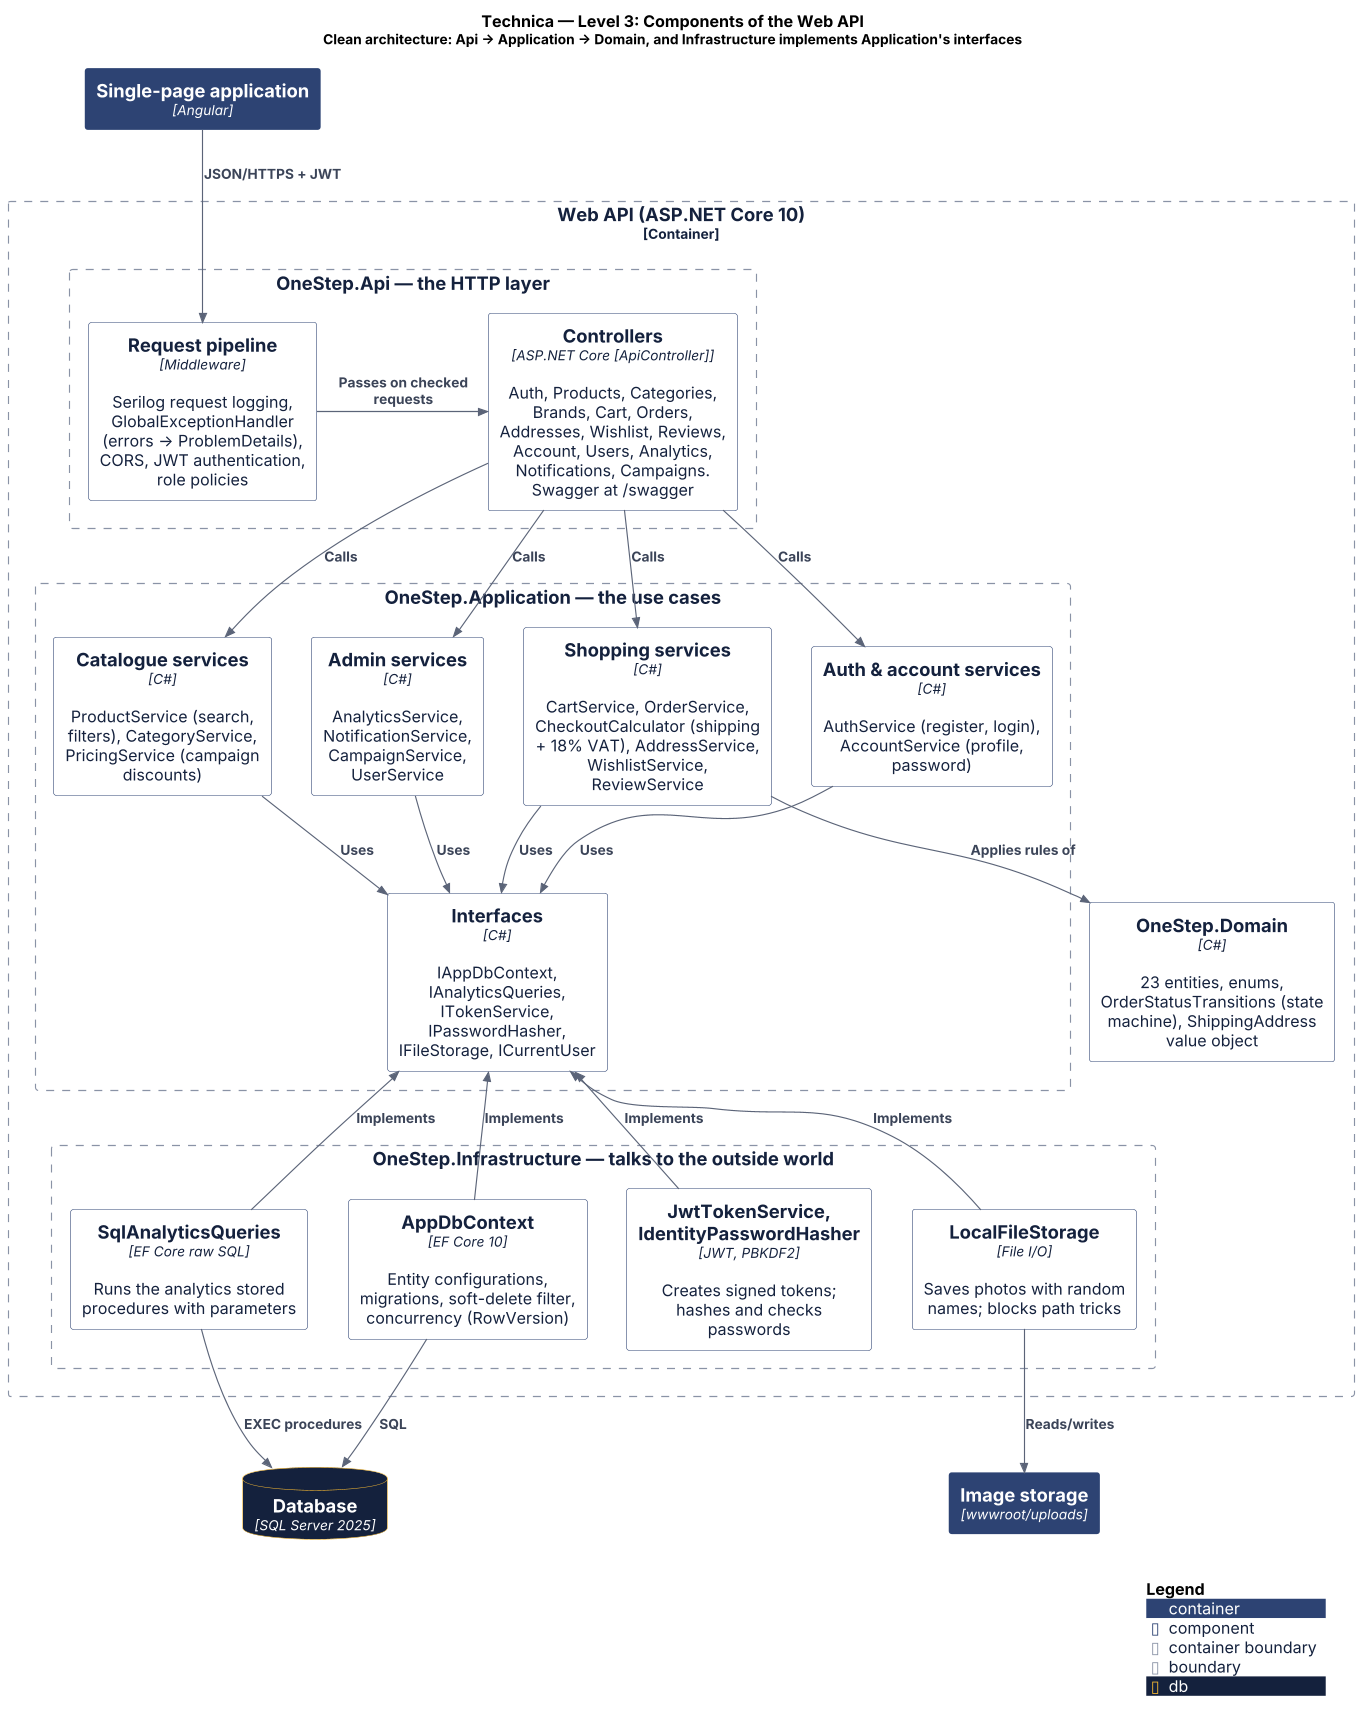 Technica — Level 3: Components of the Web API
Clean architecture: Api → Application → Domain, and Infrastructure implements Application's interfaces
Single-page application
[Angular]
JSON/HTTPS + JWT
Web API (ASP.NET Core 10)
[Container]
OneStep.Api — the HTTP layer
Request pipeline
[Middleware]
Serilog request logging,
GlobalExceptionHandler
(errors → ProblemDetails),
CORS, JWT authentication,
role policies
Passes on checked
requests
Controllers
[ASP.NET Core [ApiController]]
Auth, Products, Categories,
Brands, Cart, Orders,
Addresses, Wishlist, Reviews,
Account, Users, Analytics,
Notifications, Campaigns.
Swagger at /swagger
Calls
Calls
Calls
Calls
OneStep.Application — the use cases
Catalogue services
[C#]
ProductService (search,
filters), CategoryService,
PricingService (campaign
discounts)
Admin services
[C#]
AnalyticsService,
NotificationService,
CampaignService,
UserService
Shopping services
[C#]
CartService, OrderService,
CheckoutCalculator (shipping
+ 18% VAT), AddressService,
WishlistService,
ReviewService
Auth & account services
[C#]
AuthService (register, login),
AccountService (profile,
password)
Uses
Uses
Uses
Uses
Applies rules of
Interfaces
[C#]
IAppDbContext,
IAnalyticsQueries,
ITokenService,
IPasswordHasher,
IFileStorage, ICurrentUser
OneStep.Domain
[C#]
23 entities, enums,
OrderStatusTransitions (state
machine), ShippingAddress
value object
Implements
Implements
Implements
Implements
OneStep.Infrastructure — talks to the outside world
SqlAnalyticsQueries
[EF Core raw SQL]
Runs the analytics stored
procedures with parameters
AppDbContext
[EF Core 10]
Entity configurations,
migrations, soft-delete filter,
concurrency (RowVersion)
JwtTokenService,
IdentityPasswordHasher
[JWT, PBKDF2]
Creates signed tokens;
hashes and checks
passwords
LocalFileStorage
[File I/O]
Saves photos with random
names; blocks path tricks
EXEC procedures
SQL
Reads/writes
Database
[SQL Server 2025]
Image storage
[wwwroot/uploads]
Legend
container
component
container boundary
boundary
db